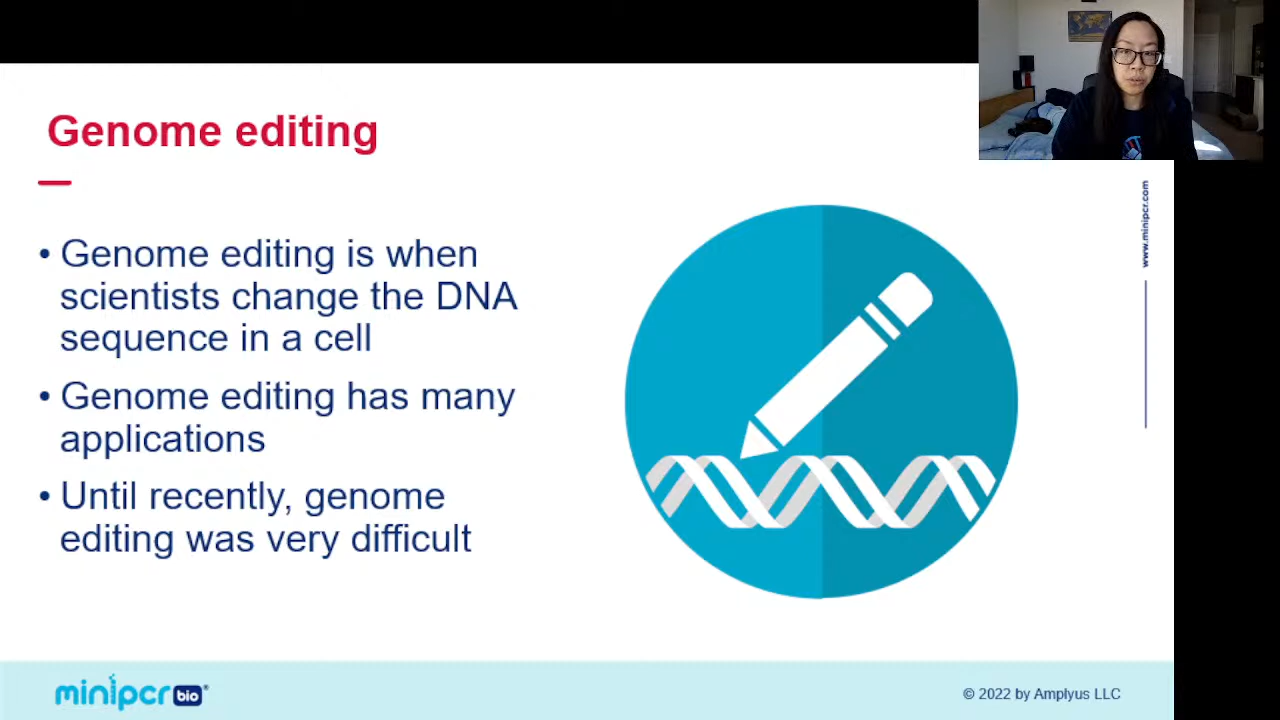 Genome editing
• Genome editing is when
scientists change the DNA
sequence in a cell
• Genome editing has many
applications
• Until recently, genome
editing was very difficult
www.minipcr.com
minipcr bio®
© 2022 by Amplyus LLC